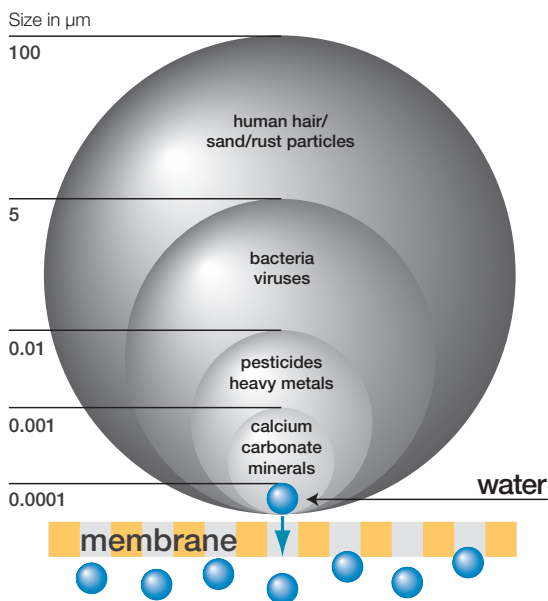 Size in µm
100
human hair/
sand/rust particles
5
bacteria
viruses
0.01
pesticides
heavy metals
0.001
calcium
carbonate
minerals
0.0001
water
membrane